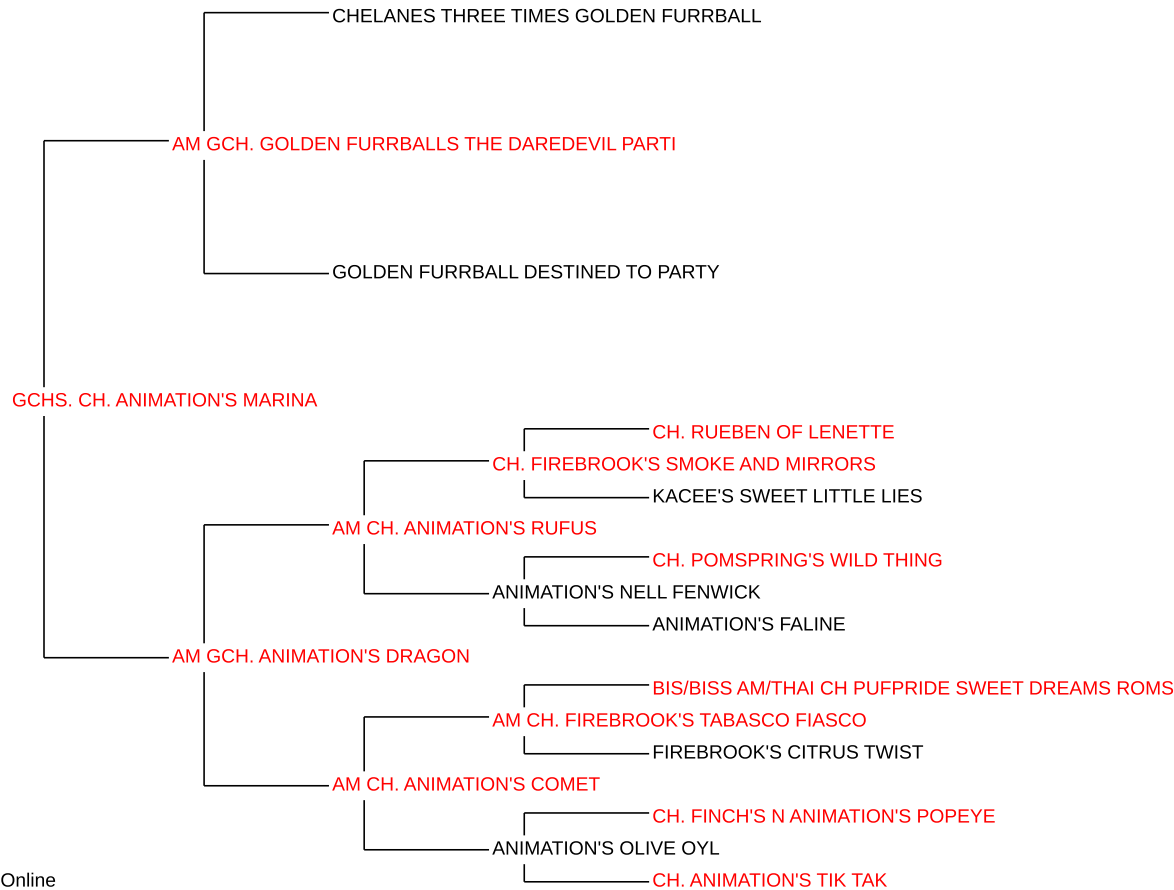 CHELANES THREE TIMES GOLDEN FURRBALL
AM GCH. GOLDEN FURRBALLS THE DAREDEVIL PARTI
GOLDEN FURRBALL DESTINED TO PARTY
GCHS. CH. ANIMATION'S MARINA
CH. RUEBEN OF LENETTE
CH. FIREBROOK'S SMOKE AND MIRRORS
KACEE'S SWEET LITTLE LIES
AM CH. ANIMATION'S RUFUS
CH. POMSPRING'S WILD THING
ANIMATION'S NELL FENWICK
ANIMATION'S FALINE
AM GCH. ANIMATION'S DRAGON
BIS/BISS AM/THAI CH PUFPRIDE SWEET DREAMS ROMS
AM CH. FIREBROOK'S TABASCO FIASCO
FIREBROOK'S CITRUS TWIST
AM CH. ANIMATION'S COMET
CH. FINCH'S N ANIMATION'S POPEYE
ANIMATION'S OLIVE OYL
CH. ANIMATION'S TIK TAK
Online